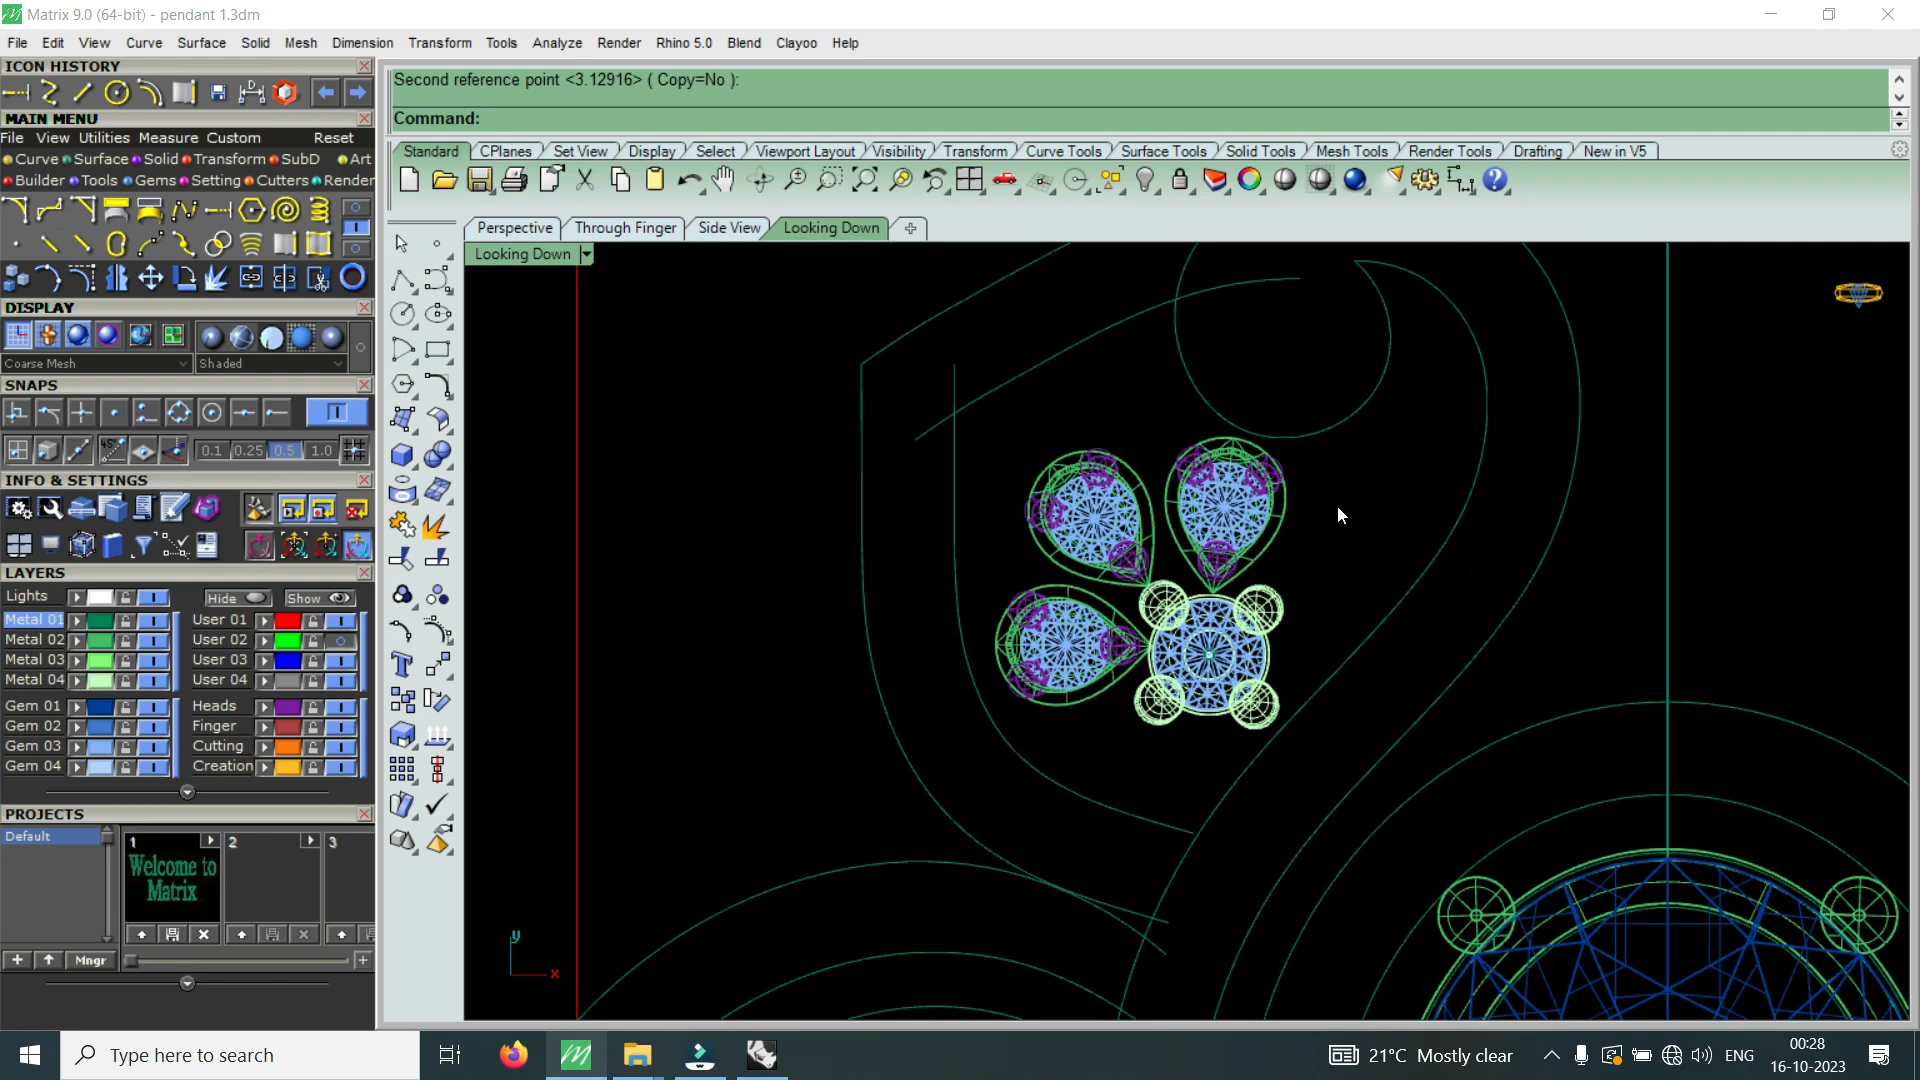 Matrix 9.0 (64-bit) - pendant 1.3dm
File Edit View Curve Surface Solid Mesh Dimension Transform Tools Analyze Render Rhino 5.0 Blend Clayoo Help
ICON HISTORY
MAIN MENU
File View Utilities Measure Custom Reset
Curve Surface Solid Transform SubD Art
Builder Tools Gems Setting Cutters Render
DISPLAY
Coarse Mesh Shaded
SNAPS
0.1 0.25 0.5 1.0
INFO & SETTINGS
LAYERS
Lights Hide Show
Metal 01 User 01
Metal 02 User 02
Metal 03 User 03
Metal 04 User 04
Gem 01 Heads
Gem 02 Finger
Gem 03 Cutting
Gem 04 Creation
PROJECTS
Default
1 2 3
Welcome to
Matrix
Mngr
Second reference point <3.12916> ( Copy=No ):
Command:
Standard CPlanes Set View Display Select Viewport Layout Visibility Transform Curve Tools Surface Tools Solid Tools Mesh Tools Render Tools Drafting New in V5
Perspective Through Finger Side View Looking Down
Looking Down
y
x
Type here to search
21°C Mostly clear
ENG
00:28
16-10-2023